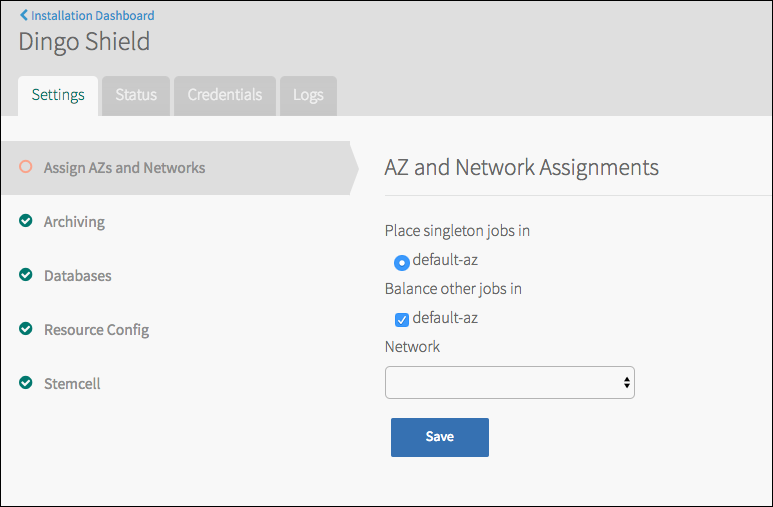 Installation Dashboard
Dingo Shield
Settings
Status
Credentials
Logs
Assign AZs and Networks
Archiving
Databases
Resource Config
Stemcell
AZ and Network Assignments
Place singleton jobs in
default-az
Balance other jobs in
default-az
Network
Save